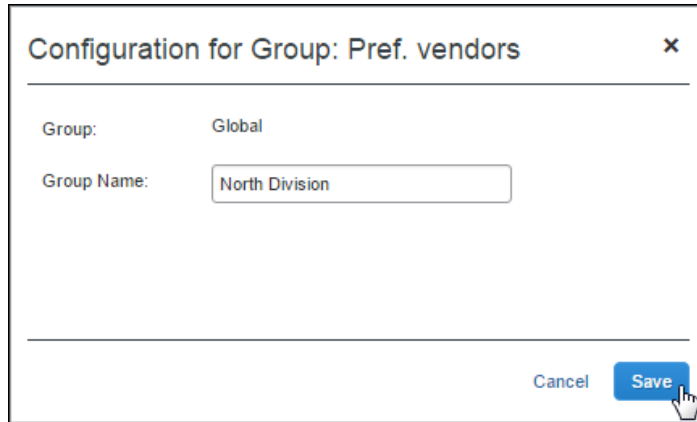 Configuration for Group: Pref. vendors ×
Group: Global
Group Name: North Division
Cancel Save